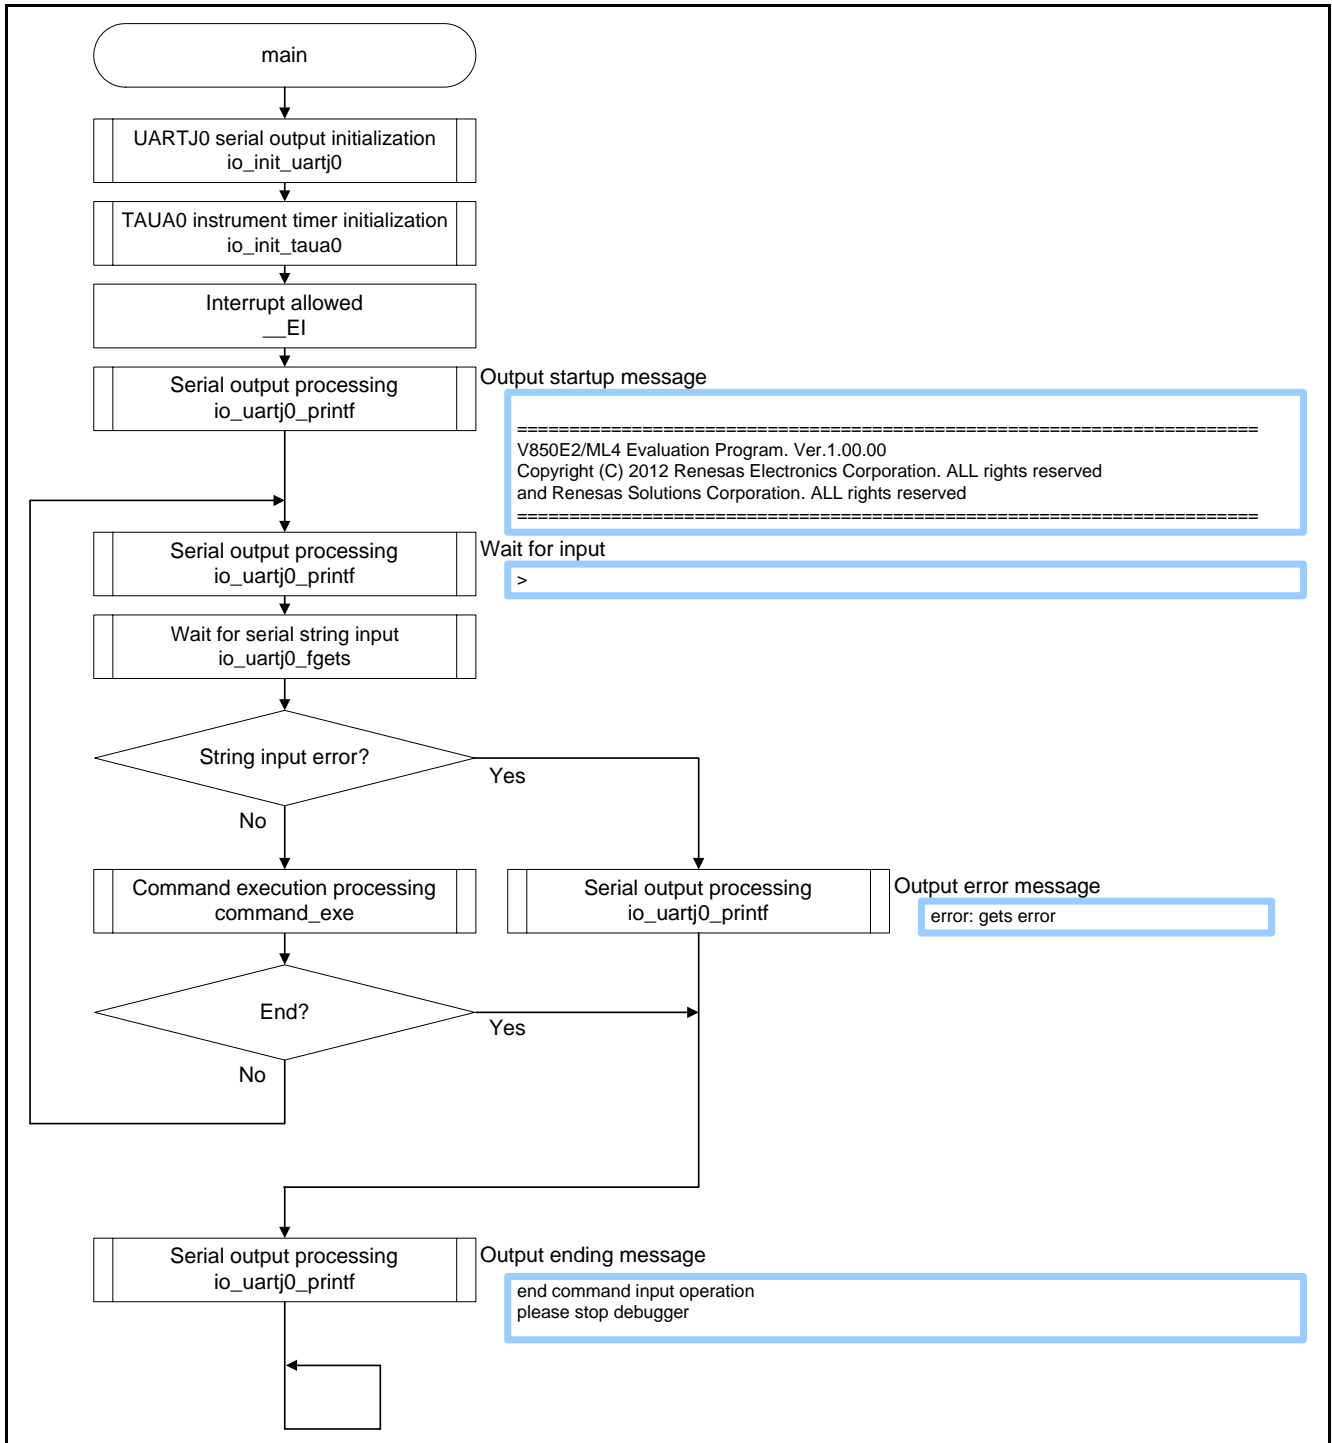 main
UARTJ0 serial output initialization
io_init_uartj0
TAUA0 instrument timer initialization
io_init_taua0
Interrupt allowed
__EI
Serial output processing
io_uartj0_printf
Output startup message
========================================================================
V850E2/ML4 Evaluation Program. Ver.1.00.00
Copyright (C) 2012 Renesas Electronics Corporation. ALL rights reserved
and Renesas Solutions Corporation. ALL rights reserved
========================================================================
Serial output processing
io_uartj0_printf
Wait for input
>
Wait for serial string input
io_uartj0_fgets
String input error?
Yes
No
Command execution processing
command_exe
Serial output processing
io_uartj0_printf
Output error message
error: gets error
End?
Yes
No
Serial output processing
io_uartj0_printf
Output ending message
end command input operation
please stop debugger